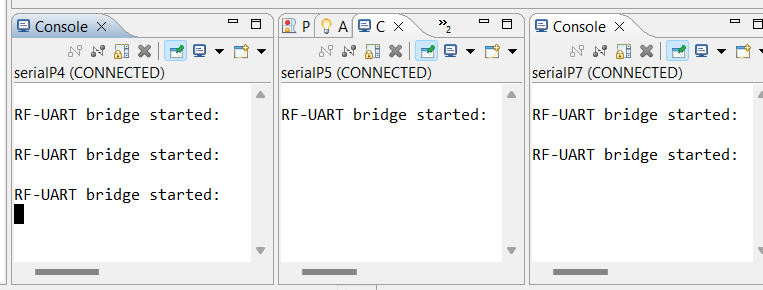 Console
serialP4 (CONNECTED)
RF-UART bridge started:
RF-UART bridge started:
RF-UART bridge started:
P A C »2
serialP5 (CONNECTED)
RF-UART bridge started:
Console
serialP7 (CONNECTED)
RF-UART bridge started:
RF-UART bridge started: